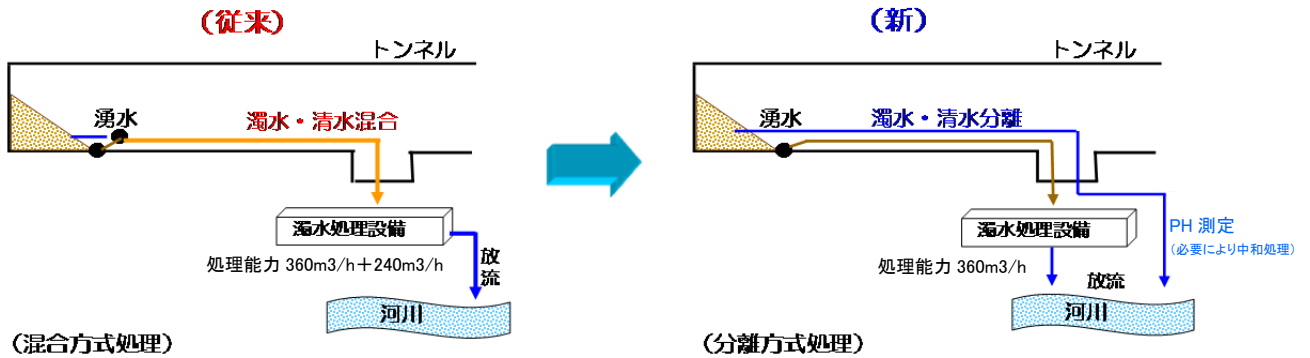 (従来)
トンネル
湧水
濁水・清水混合
濁水処理設備
処理能力 360m3/h+240m3/h
放流
河川
(混合方式処理)
(新)
トンネル
湧水
濁水・清水分離
濁水処理設備
PH 測定
(必要により中和処理)
処理能力 360m3/h
放流
河川
(分離方式処理)